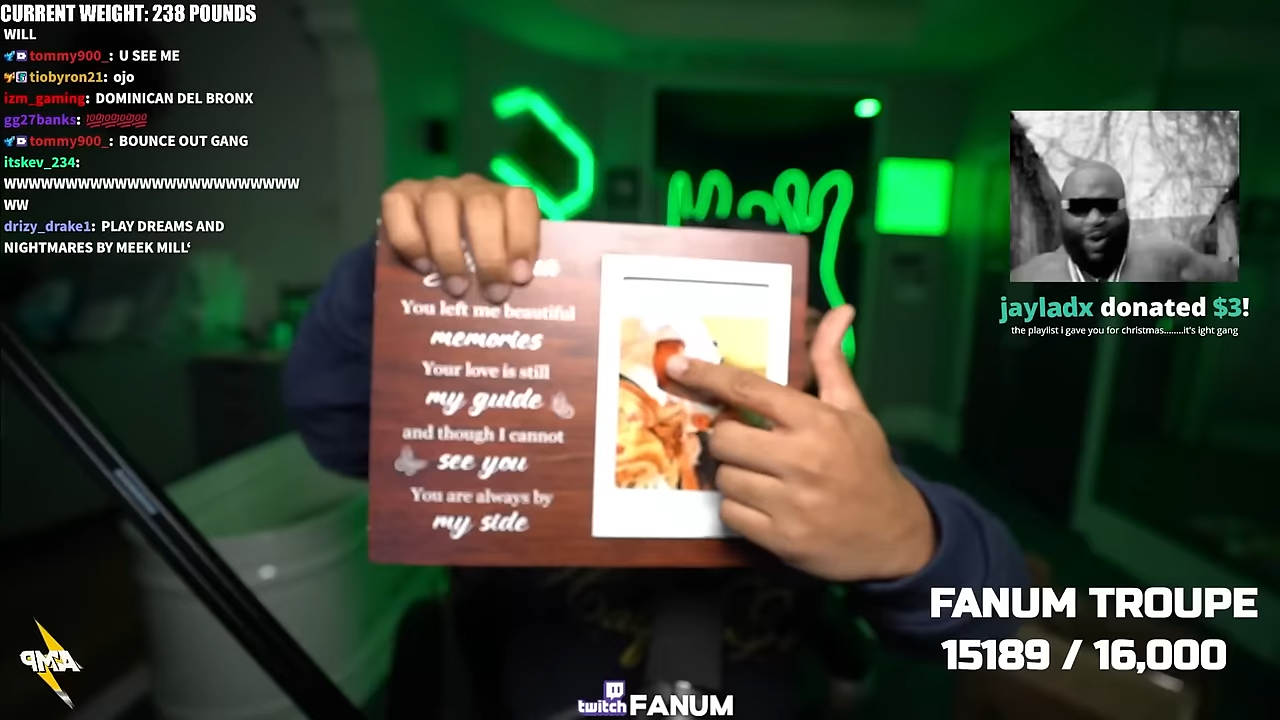 CURRENT WEIGHT: 238 POUNDS
WILL
tommy900_: U SEE ME
tiobyron21: ojo
izm_gaming: DOMINICAN DEL BRONX
gg27banks: 💯💯💯💯
tommy900_: BOUNCE OUT GANG
itskev_234:
WWWWWWWWWWWWWWWWWWWWWWWW
WW
drizy_drake1: PLAY DREAMS AND
NIGHTMARES BY MEEK MILL‘
You left me beautiful
memories
Your love is still
my guide
and though I cannot
see you
You are always by
my side
jayladx donated $3!
the playlist i gave you for christmas........it's ight gang
FANUM TROUPE
15189 / 16,000
AMP
twitch FANUM